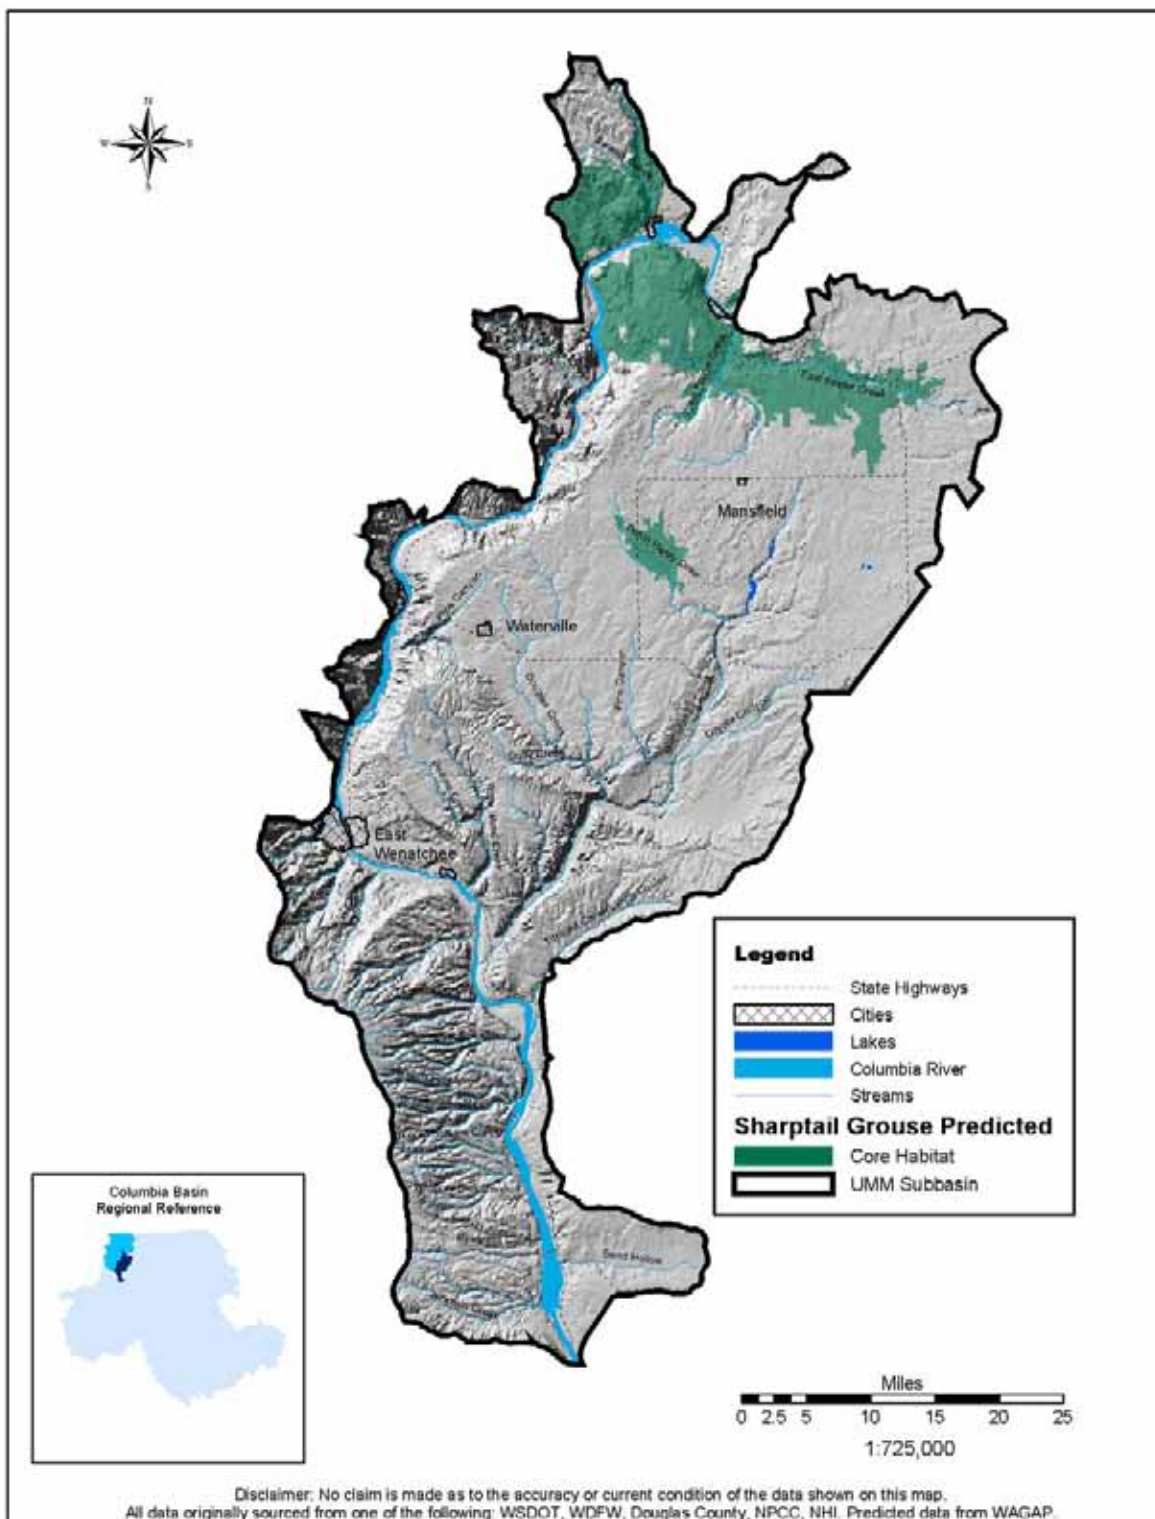 N
W
S
S
Mansfield
Waterville
East
Wenatchee
Sand Hollow
Legend
State Highways
Cities
Lakes
Columbia River
Streams
Sharptail Grouse Predicted
Core Habitat
UMM Subbasin
Columbia Basin
Regional Reference
Miles
0 2.5 5 10 15 20 25
1:725,000
Disclaimer: No claim is made as to the accuracy or current condition of the data shown on this map.
All data originally sourced from one of the following: WSDOT, WDFW, Douglas County, NPCC, NHI. Predicted data from WAGAP.